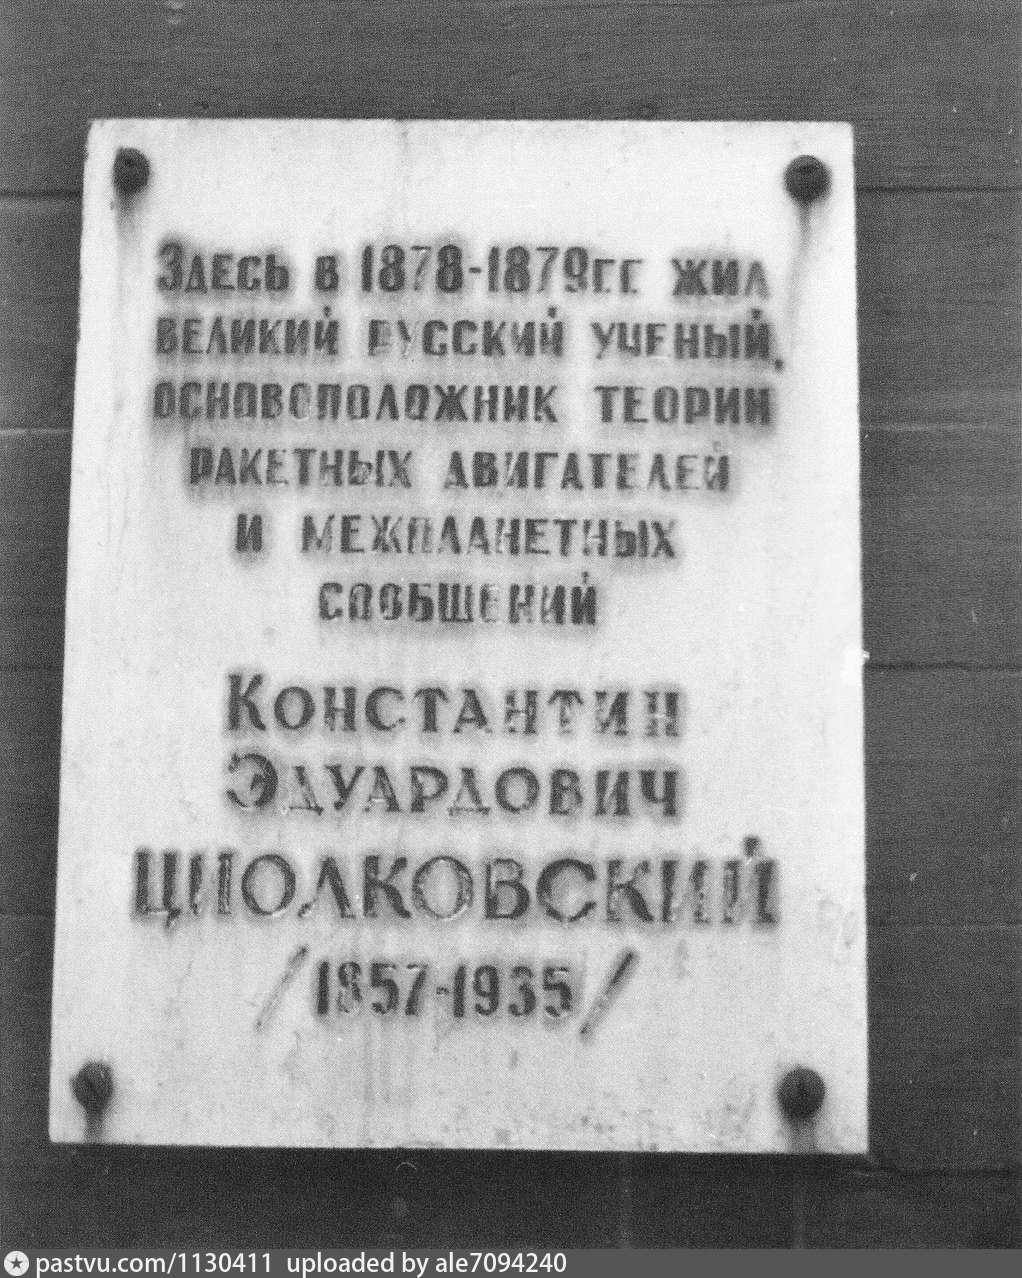 Здесь в 1878-1879гг жил
великий русский ученый,
основоположник теории
ракетных двигателей
и межпланетных
сообщений
Константин
Эдуардович
Циолковский
/1857-1935/
pastvu.com/1130411 uploaded by ale7094240